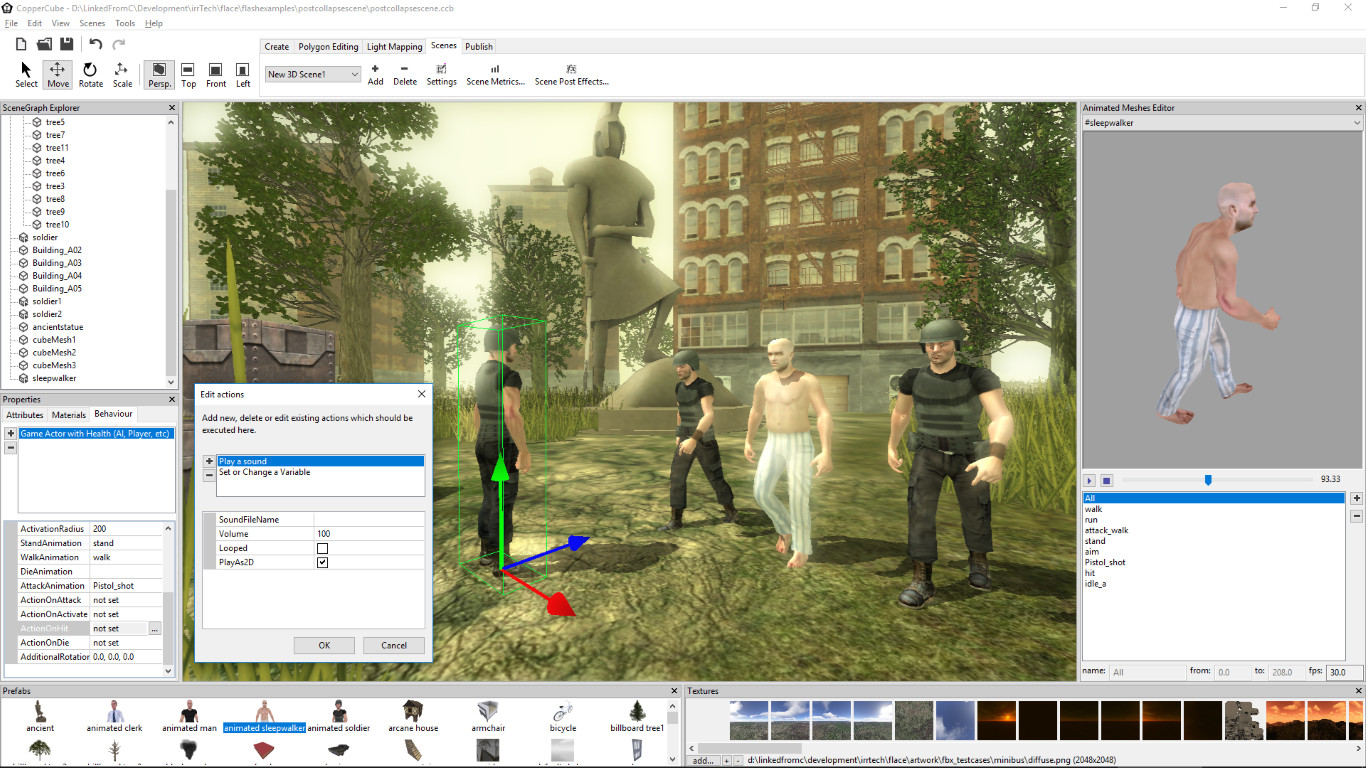 CopperCube - D:\LinkedFromC\Development\irrTech\flace\flashexamples\postcollapsescene\postcollapsescene.ccb
File Edit View Scenes Tools Help
Create Polygon Editing Light Mapping Scenes Publish
Select Move Rotate Scale Persp. Top Front Left
New 3D Scene1 Add Delete Settings Scene Metrics... Scene Post Effects...
SceneGraph Explorer
tree5
tree7
tree11
tree4
tree6
tree3
tree8
tree9
tree10
soldier
Building_A02
Building_A03
Building_A04
Building_A05
soldier1
soldier2
ancientstatue
cubeMesh1
cubeMesh2
cubeMesh3
sleepwalker
Properties
Attributes Materials Behaviour
Game Actor with Health (AI, Player, etc)
ActivationRadius 200
StandAnimation stand
WalkAnimation walk
DieAnimation
AttackAnimation Pistol_shot
ActionOnAttack not set
ActionOnActivate not set
ActionOnHit not set ...
ActionOnDie not set
AdditionalRotation 0.0, 0.0, 0.0
Edit actions
Add new, delete or edit existing actions which should be
executed here.
Play a sound
Set or Change a Variable
SoundFileName
Volume 100
Looped
PlayAs2D
OK Cancel
Animated Meshes Editor
#sleepwalker
93.33
All
walk
run
attack_walk
stand
aim
Pistol_shot
hit
idle_a
name: All from: 0.0 to: 208.0 fps: 30.0
Prefabs
ancient animated clerk animated man animated sleepwalker animated soldier arcane house armchair bicycle billboard tree1
Textures
add... + - d:\linkedfromc\development\irrtech\flace\artwork\fbx_testcases\minibus\diffuse.png (2048x2048)